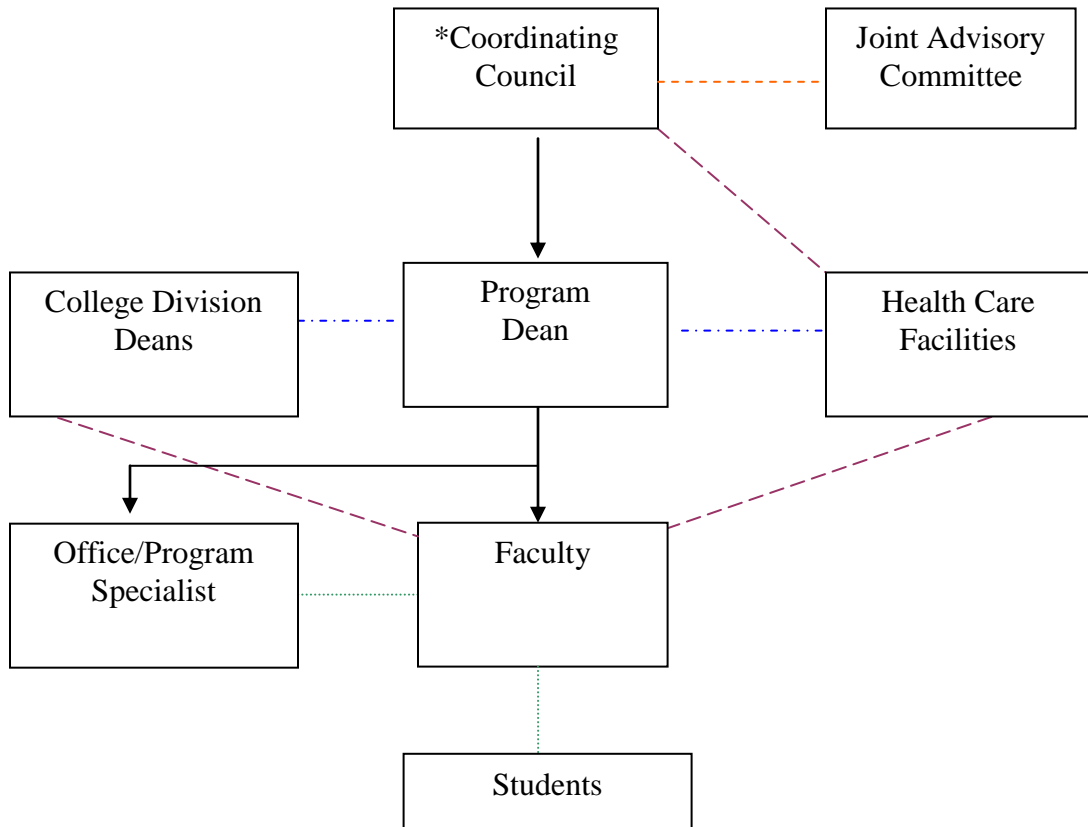 *Coordinating
Council
Joint Advisory
Committee
College Division
Deans
Program
Dean
Health Care
Facilities
Office/Program
Specialist
Faculty
Students